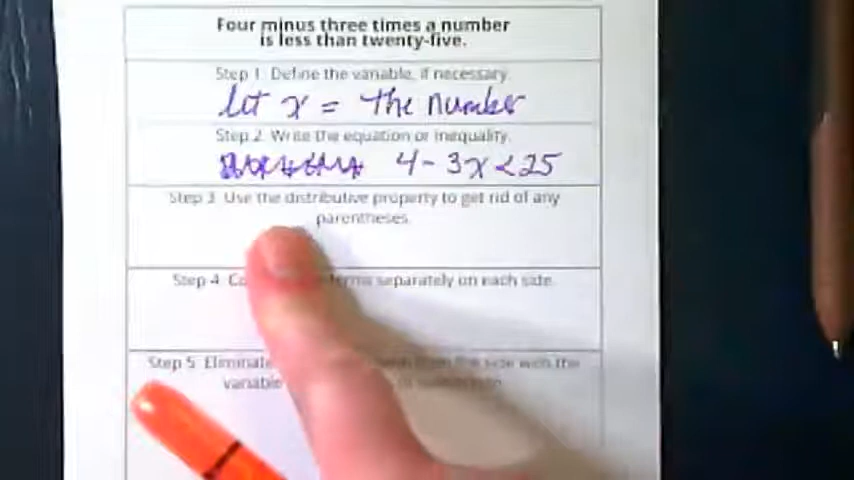 Four minus three times a number
is less than twenty-five.
Step 1: Define the variable, if necessary.
let x = the number
Step 2: Write the equation or inequality.
4 - 3x < 25
Step 3: Use the distributive property to get rid of any
parentheses.
Step 4: terms separately on each side.
Step 5: Eliminate from the side with the
variable